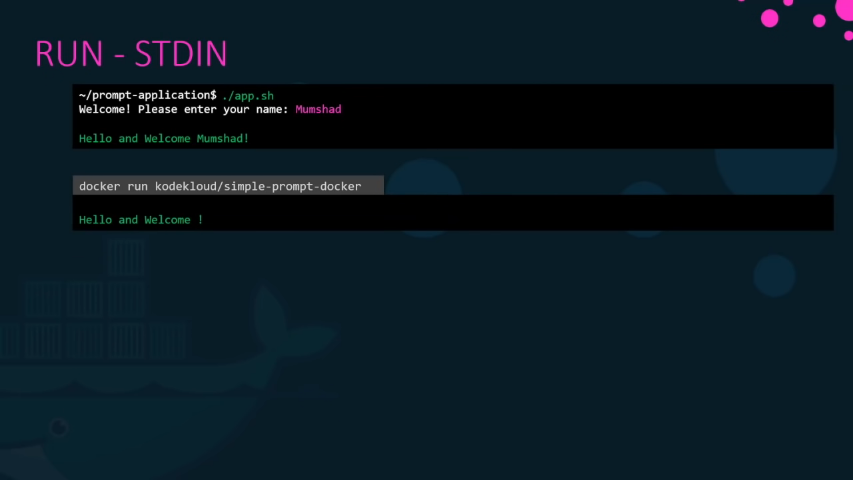 RUN - STDIN
~/prompt-application$ ./app.sh
Welcome! Please enter your name: Mumshad
Hello and Welcome Mumshad!
docker run kodekloud/simple-prompt-docker
Hello and Welcome !